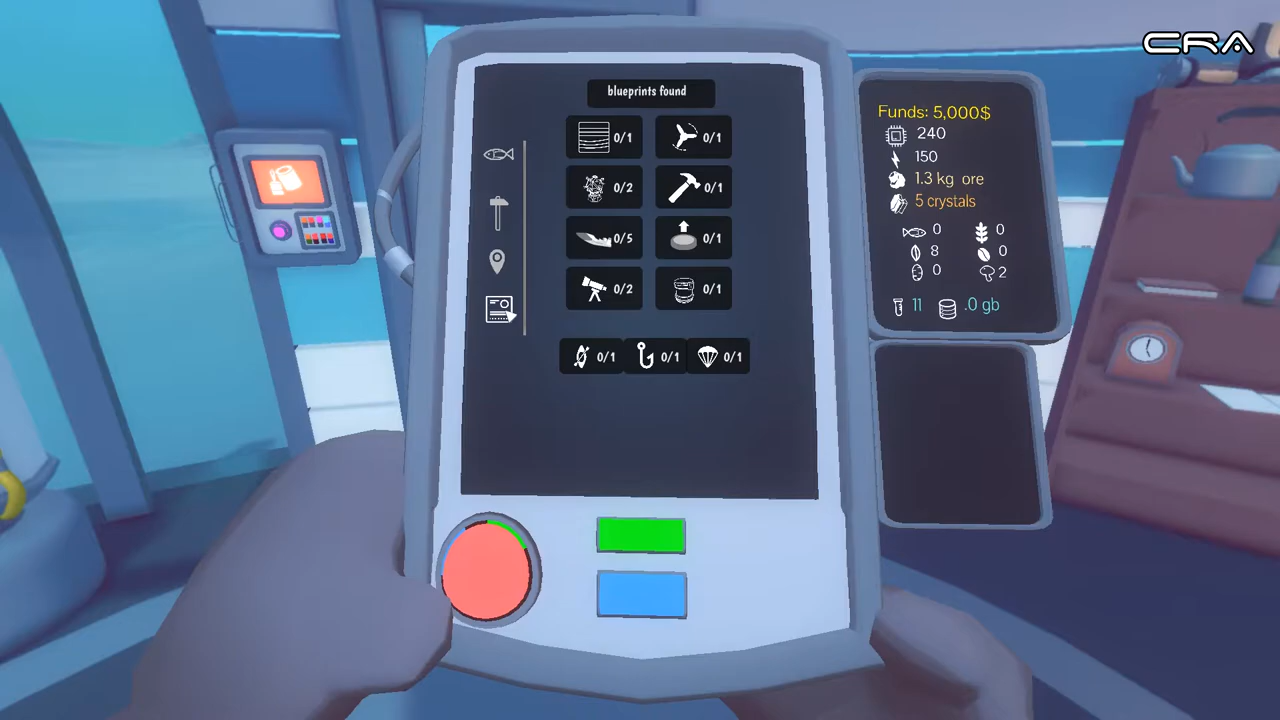 CRA
blueprints found
0/1 0/1
0/2 0/1
0/5 0/1
0/2 0/1
0/1 0/1 0/1
Funds: 5,000$
240
150
1.3 kg ore
5 crystals
0 0
8 0
0 2
11 .0 gb